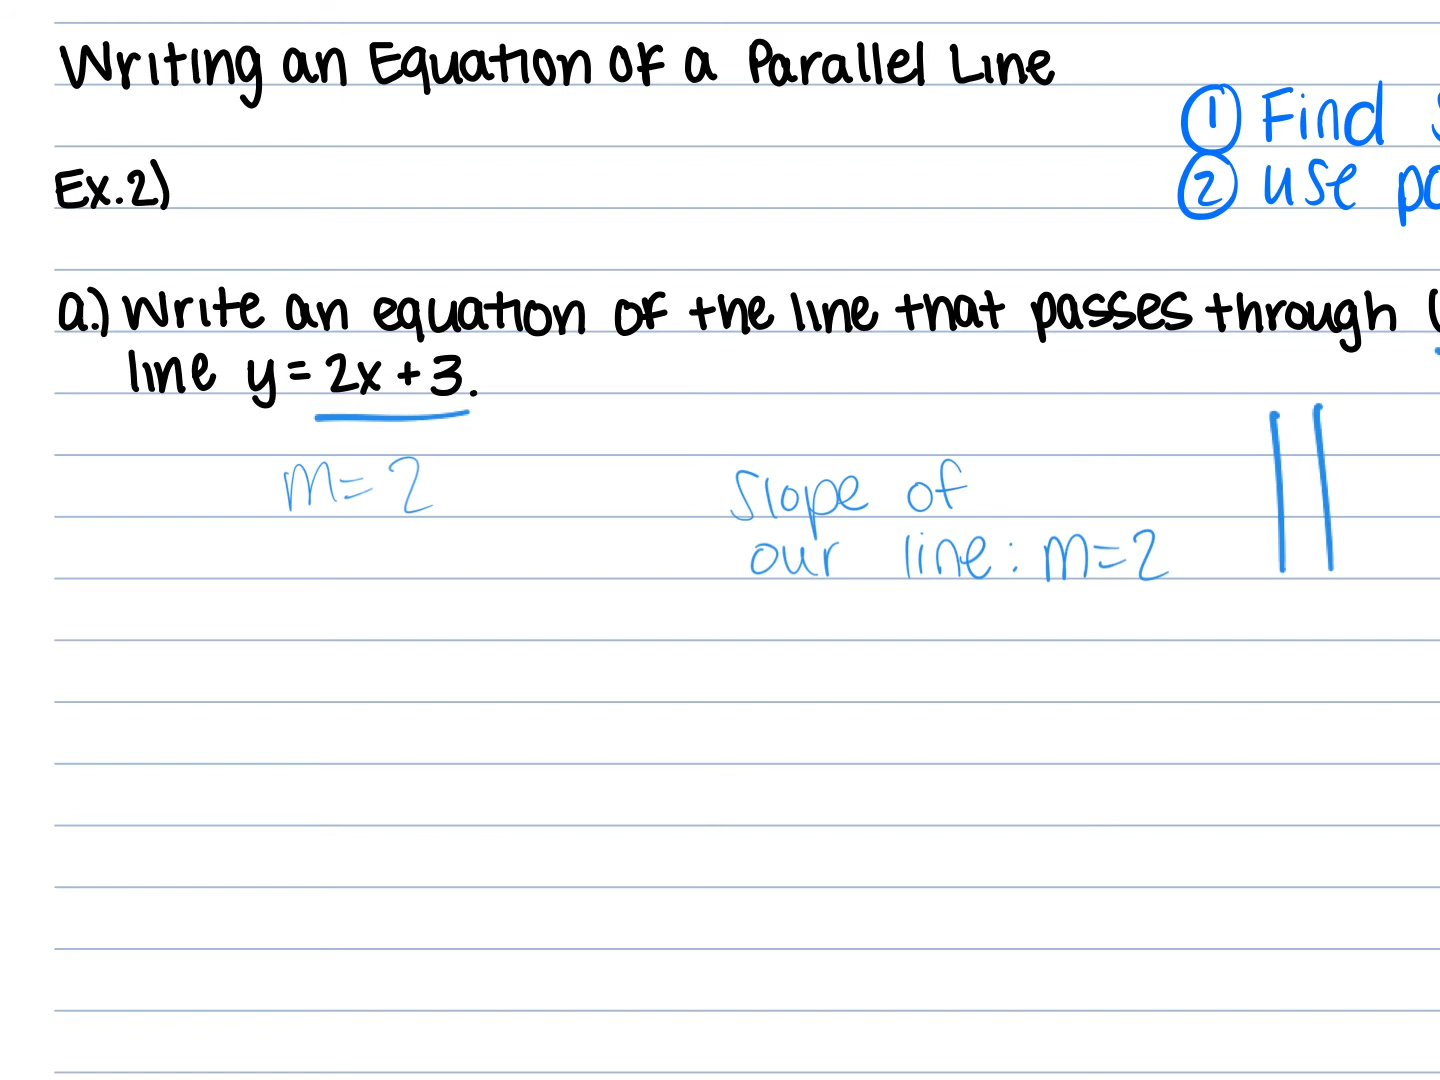 Writing an Equation of a Parallel Line
① Find
Ex.2)
② use
a.) Write an equation of the line that passes through (
line y = 2x + 3.
m = 2
slope of
our line: m = 2